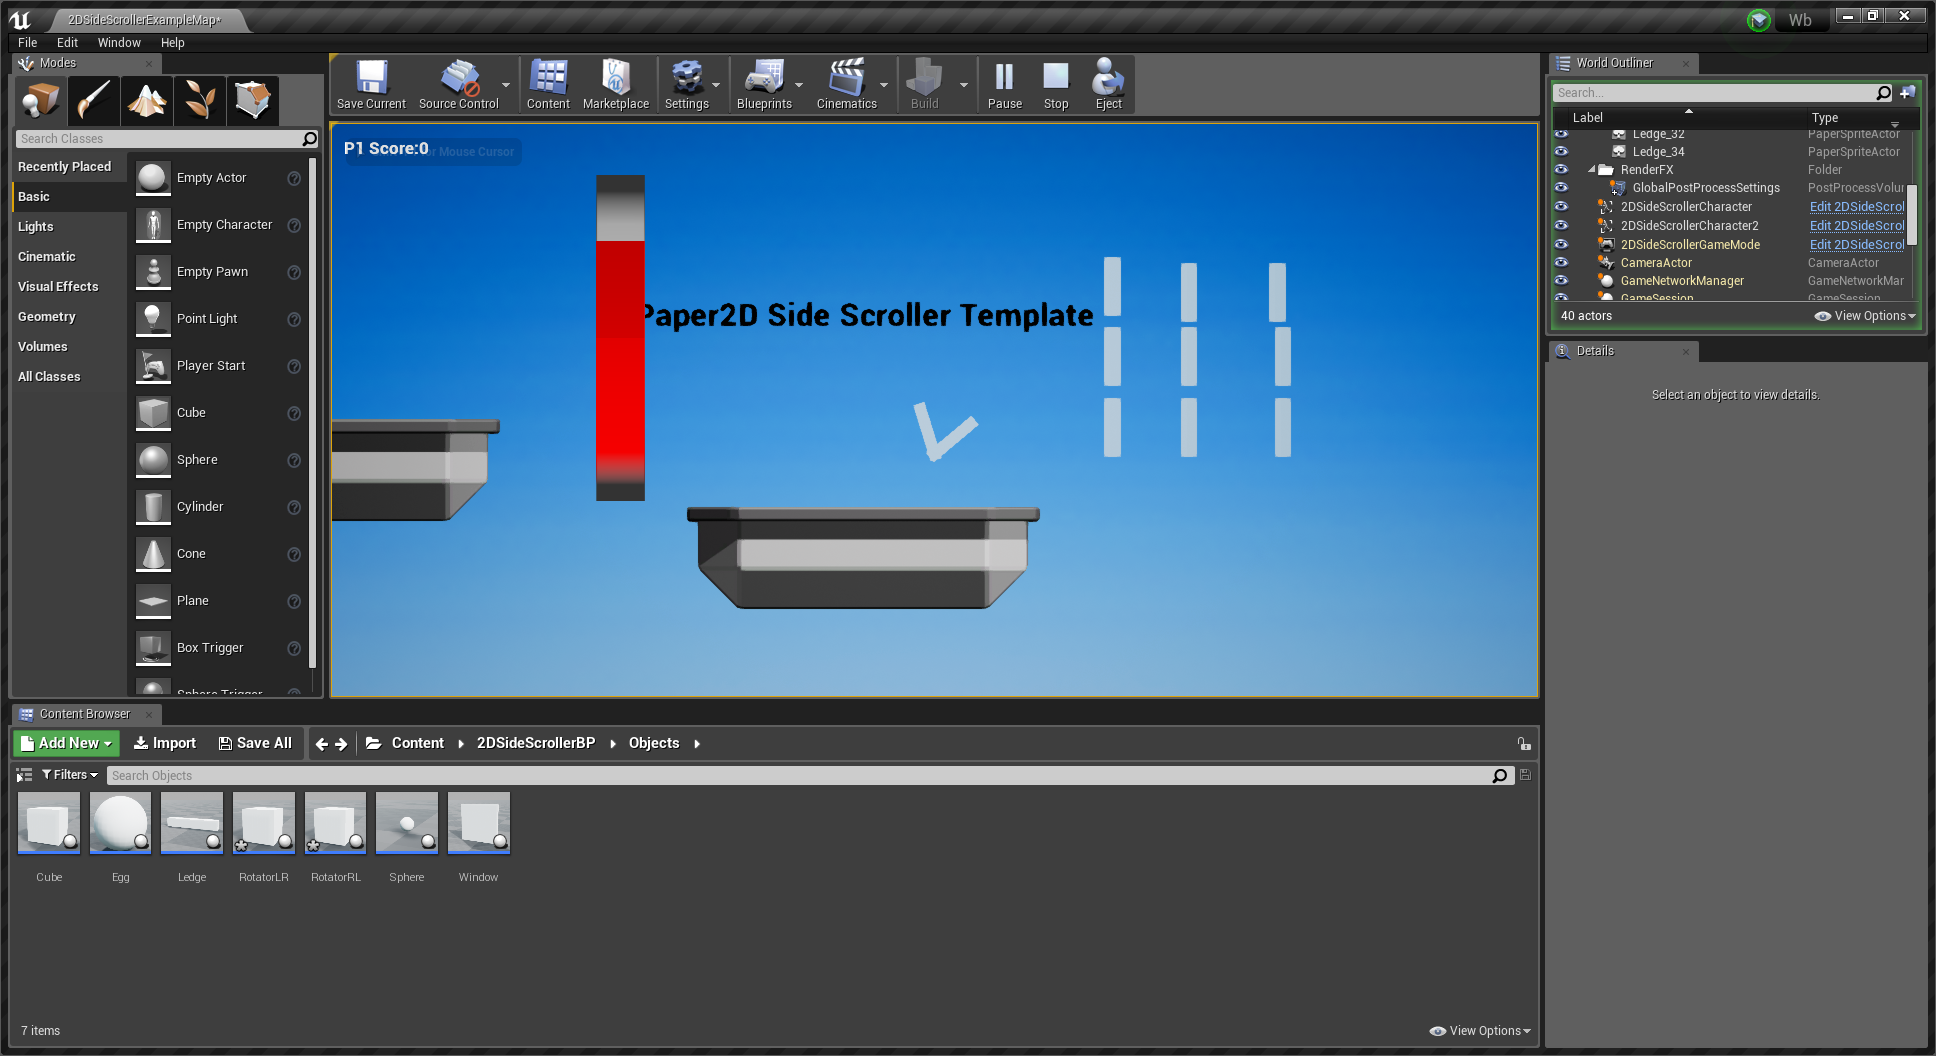 2DSideScrollerExampleMap*
Wb
File Edit Window Help
Modes
Save Current Source Control Content Marketplace Settings Blueprints Cinematics Build Pause Stop Eject
World Outliner
Search...
Label Type
Ledge_32 PaperSpriteActor
Ledge_34 PaperSpriteActor
RenderFX Folder
GlobalPostProcessSettings PostProcessVolu
2DSideScrollerCharacter Edit 2DSideScrol
2DSideScrollerCharacter2 Edit 2DSideScrol
2DSideScrollerGameMode Edit 2DSideScrol
CameraActor CameraActor
GameNetworkManager GameNetworkMar
GameSession GameSession
40 actors View Options
Details
Select an object to view details.
Search Classes
Recently Placed
Basic
Lights
Cinematic
Visual Effects
Geometry
Volumes
All Classes
Empty Actor
Empty Character
Empty Pawn
Point Light
Player Start
Cube
Sphere
Cylinder
Cone
Plane
Box Trigger
Sphere Trigger
P1 Score:0
Mouse Cursor
Paper2D Side Scroller Template
Content Browser
Add New Import Save All Content 2DSideScrollerBP Objects
Filters Search Objects
Cube Egg Ledge RotatorLR RotatorRL Sphere Window
7 items View Options